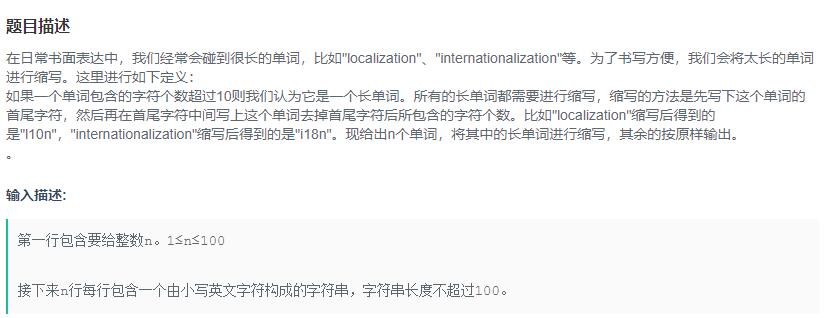 题目描述
在日常书面表达中，我们经常会碰到很长的单词，比如"localization"、"internationalization"等。为了书写方便，我们会将太长的单词
进行缩写。这里进行如下定义：
如果一个单词包含的字符个数超过10则我们认为它是一个长单词。所有的长单词都需要进行缩写，缩写的方法是先写下这个单词的
首尾字符，然后再在首尾字符中间写上这个单词去掉首尾字符后所包含的字符个数。比如"localization"缩写后得到的
是"l10n"，"internationalization"缩写后得到的是"i18n"。现给出n个单词，将其中的长单词进行缩写，其余的按原样输出。
。
输入描述:
第一行包含要给整数n。1≤n≤100
接下来n行每行包含一个由小写英文字符构成的字符串，字符串长度不超过100。